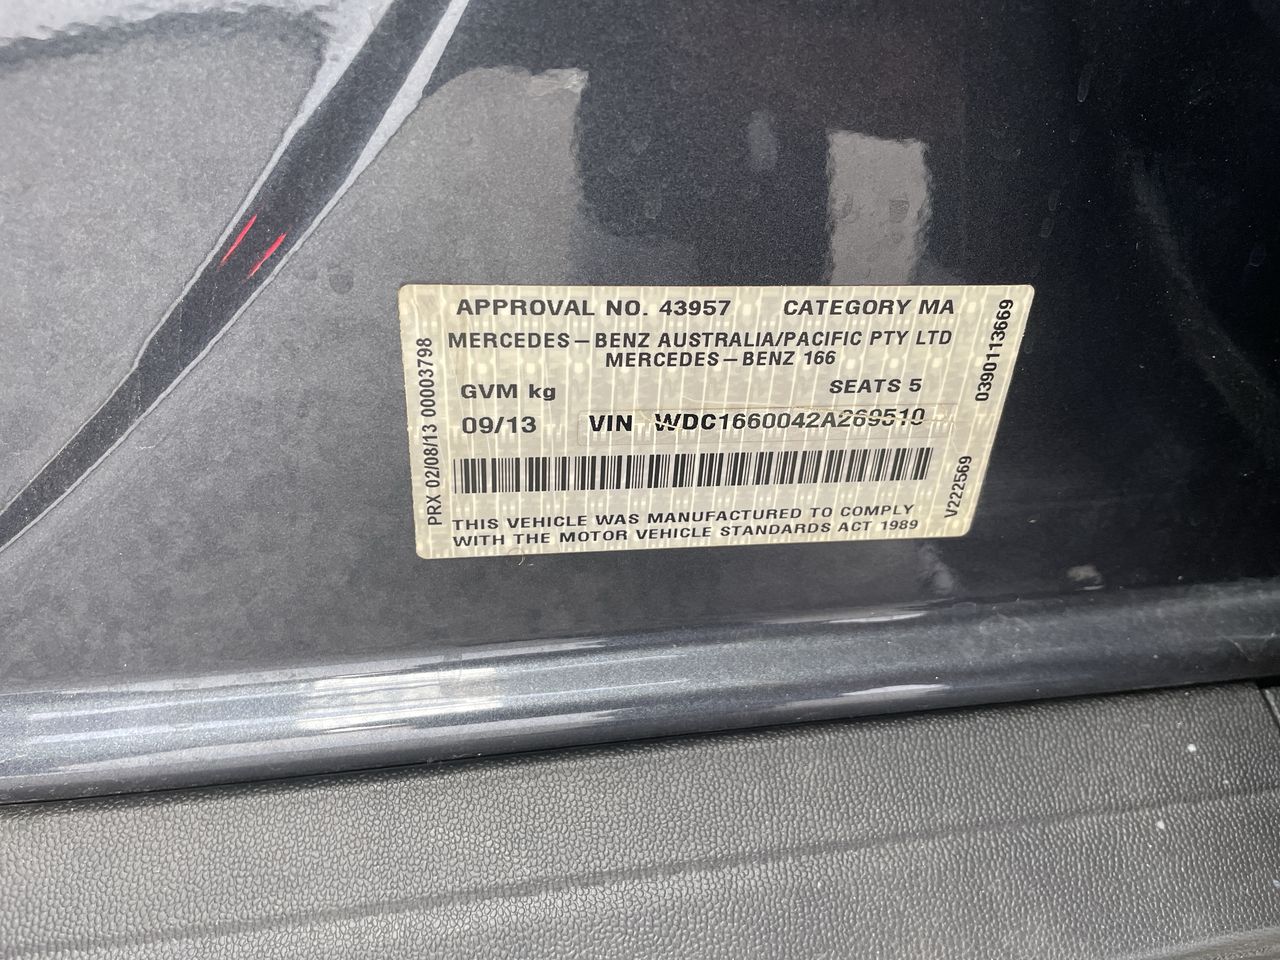 APPROVAL NO. 43957 CATEGORY MA
MERCEDES-BENZ AUSTRALIA/PACIFIC PTY LTD
MERCEDES-BENZ 166
GVM kg SEATS 5
09/13 VIN WDC1660042A269510
THIS VEHICLE WAS MANUFACTURED TO COMPLY
WITH THE MOTOR VEHICLE STANDARDS ACT 1989
PRX 02/08/13 00003798
0390113669
V222569